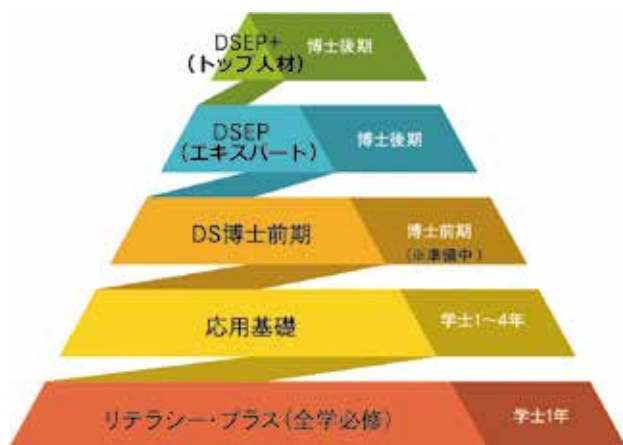 DSEP+
(トップ人材)
博士後期
DSEP
(エキスパート)
博士後期
DS博士前期
博士前期
(※準備中)
応用基礎
学士1～4年
リテラシー・プラス(全学必修)
学士1年